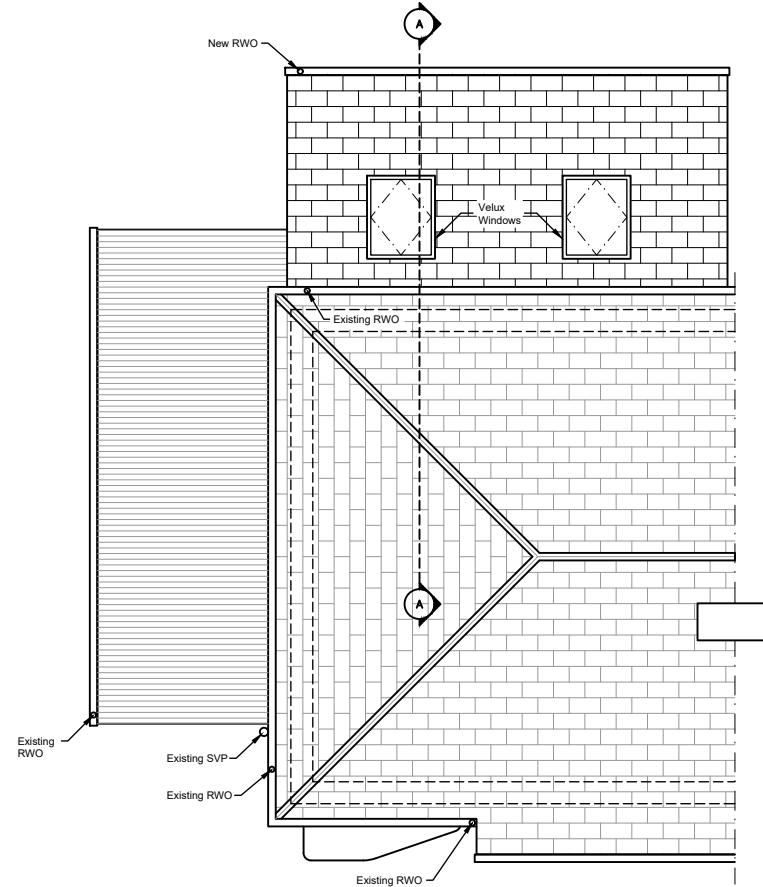 A
New RWO
Velux
Windows
Existing RWO
A
Existing
RWO
Existing SVP
Existing RWO
Existing RWO